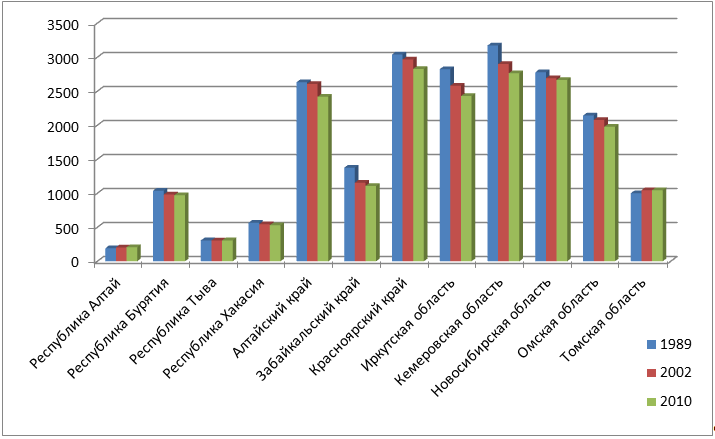 3500
3000
2500
2000
1500
1000
500
0
Республика Алтай
Республика Бурятия
Республика Тыва
Республика Хакасия
Алтайский край
Забайкальский край
Красноярский край
Иркутская область
Кемеровская область
Новосибирская область
Омская область
Томская область
1989
2002
2010